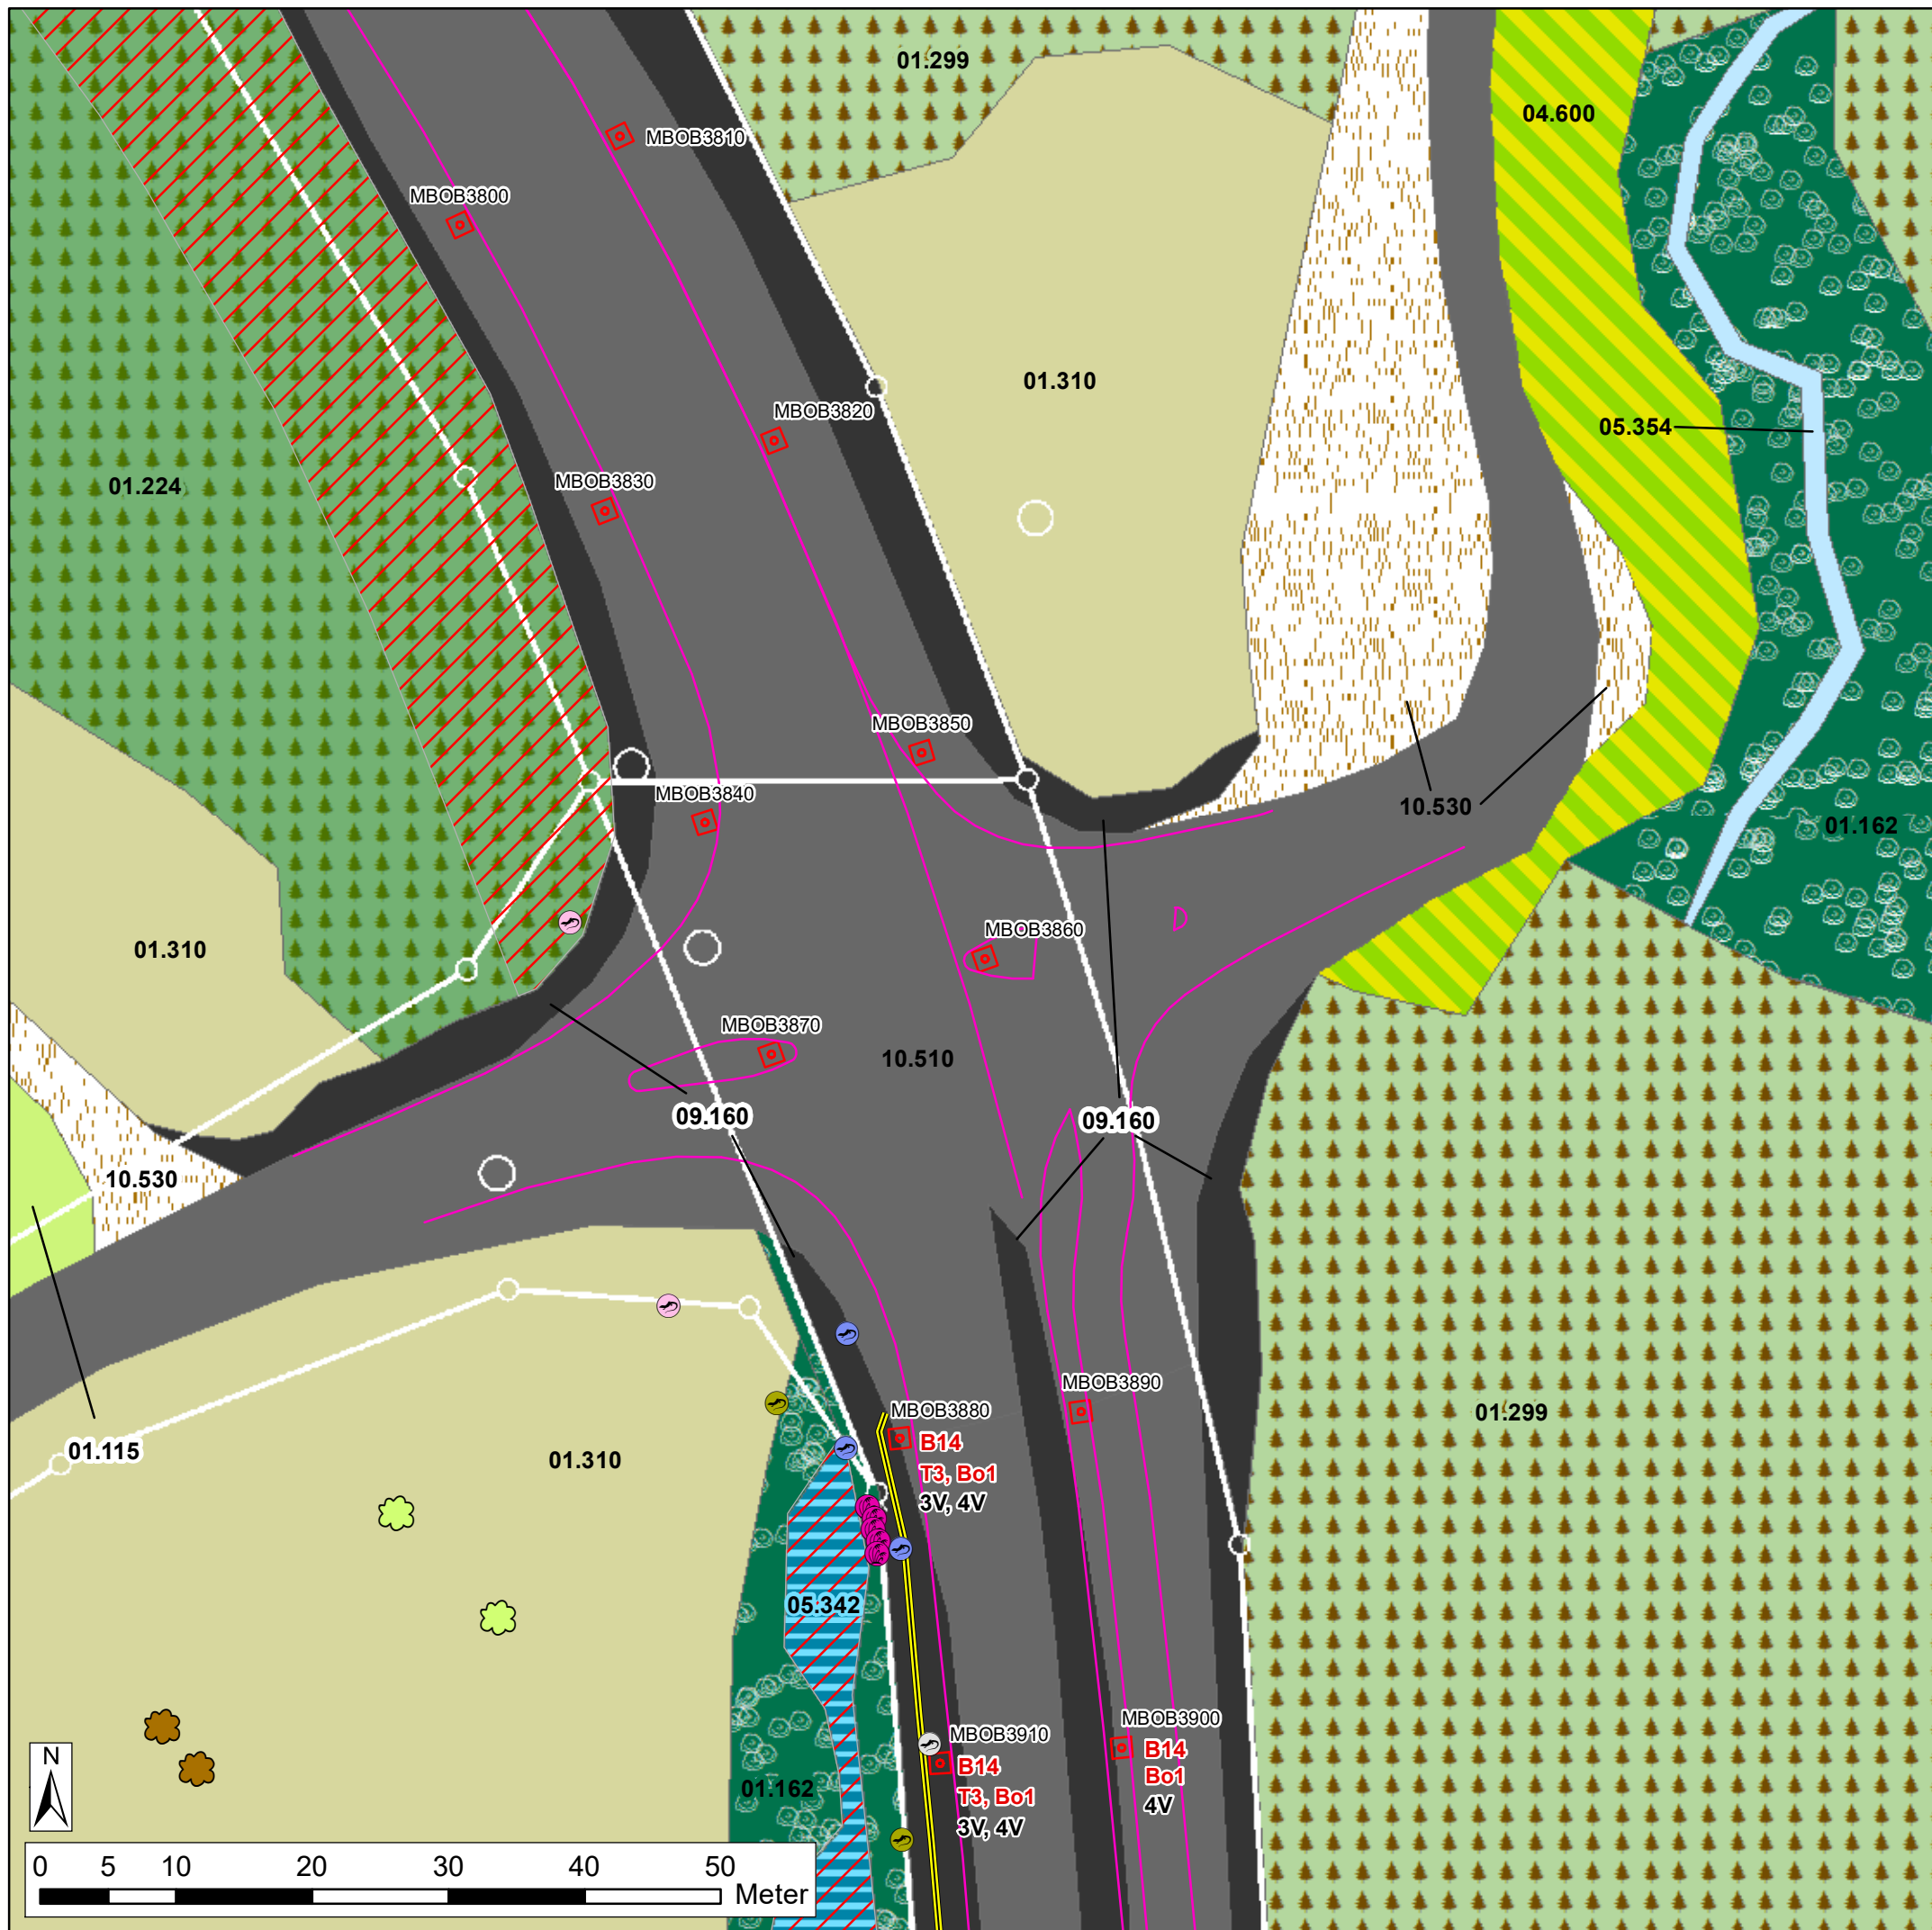 01.299
04.600
MBOB3810
MBOB3800
01.310
MBOB3820
05.354
MBOB3830
01.224
MBOB3850
MBOB3840
10.530
01.162
MBOB3860
01.310
MBOB3870
10.510
09.160
09.160
10.530
MBOB3890
MBOB3880
01.299
B14
01.115
01.310
T3, Bo1
3V, 4V
05.342
MBOB3900
MBOB3910
B14
B14
Bo1
01.162
T3, Bo1
4V
3V, 4V
N
0 5 10 20 30 40 50
Meter